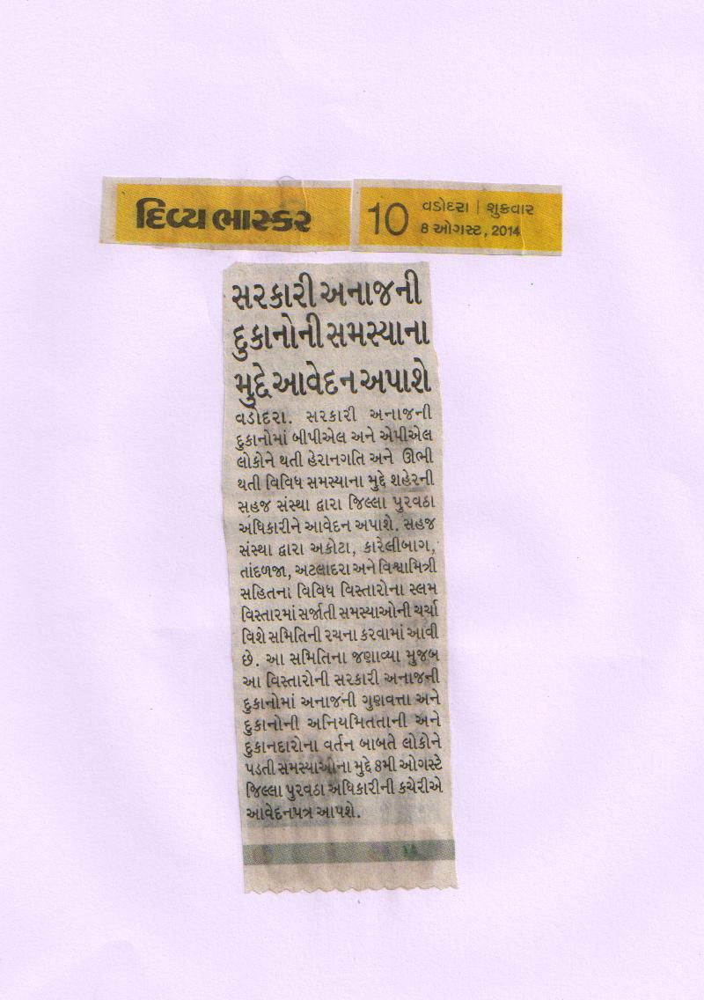 દિવ્ય ભાસ્કર
10 વડોદરા | શુક્રવાર
8 ઓગસ્ટ, 2014
સરકારી અનાજની
દુકાનોની સમસ્યાના
મુદ્દે આવેદન અપાશે
વડોદરા. સરકારી અનાજની
દુકાનોમાં બીપીએલ અને એપીએલ
લોકોને થતી હેરાનગતિ અને ઊભી
થતી વિવિધ સમસ્યાના મુદ્દે શહેરની
સહજ સંસ્થા દ્વારા જિલ્લા પુરવઠા
અધિકારીને આવેદન અપાશે. સહજ
સંસ્થા દ્વારા અકોટા, કારેલીબાગ,
તાંદળજા, અટલાદરા અને વિશ્વામિત્રી
સહિતના વિવિધ વિસ્તારોના સ્લમ
વિસ્તારમાં સર્જાતી સમસ્યાઓની ચર્ચા
વિશે સમિતિની રચના કરવામાં આવી
છે. આ સમિતિના જણાવ્યા મુજબ
આ વિસ્તારોની સરકારી અનાજની
દુકાનોમાં અનાજની ગુણવત્તા અને
દુકાનોની અનિયમિતતાની અને
દુકાનદારોના વર્તન બાબતે લોકોને
પડતી સમસ્યાઓના મુદ્દે 8મી ઓગસ્ટે
જિલ્લા પુરવઠા અધિકારીની કચેરીએ
આવેદનપત્ર આપશે.